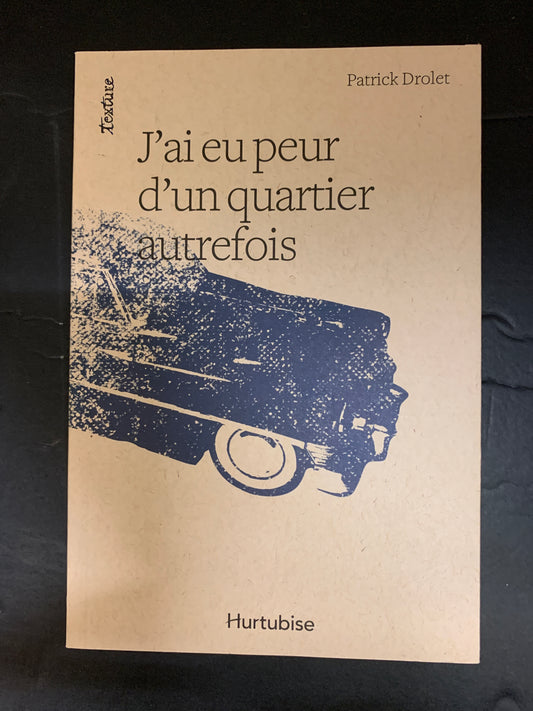 texture
Patrick Drolet
J'ai eu peur
d'un quartier
autrefois
Hurtubise